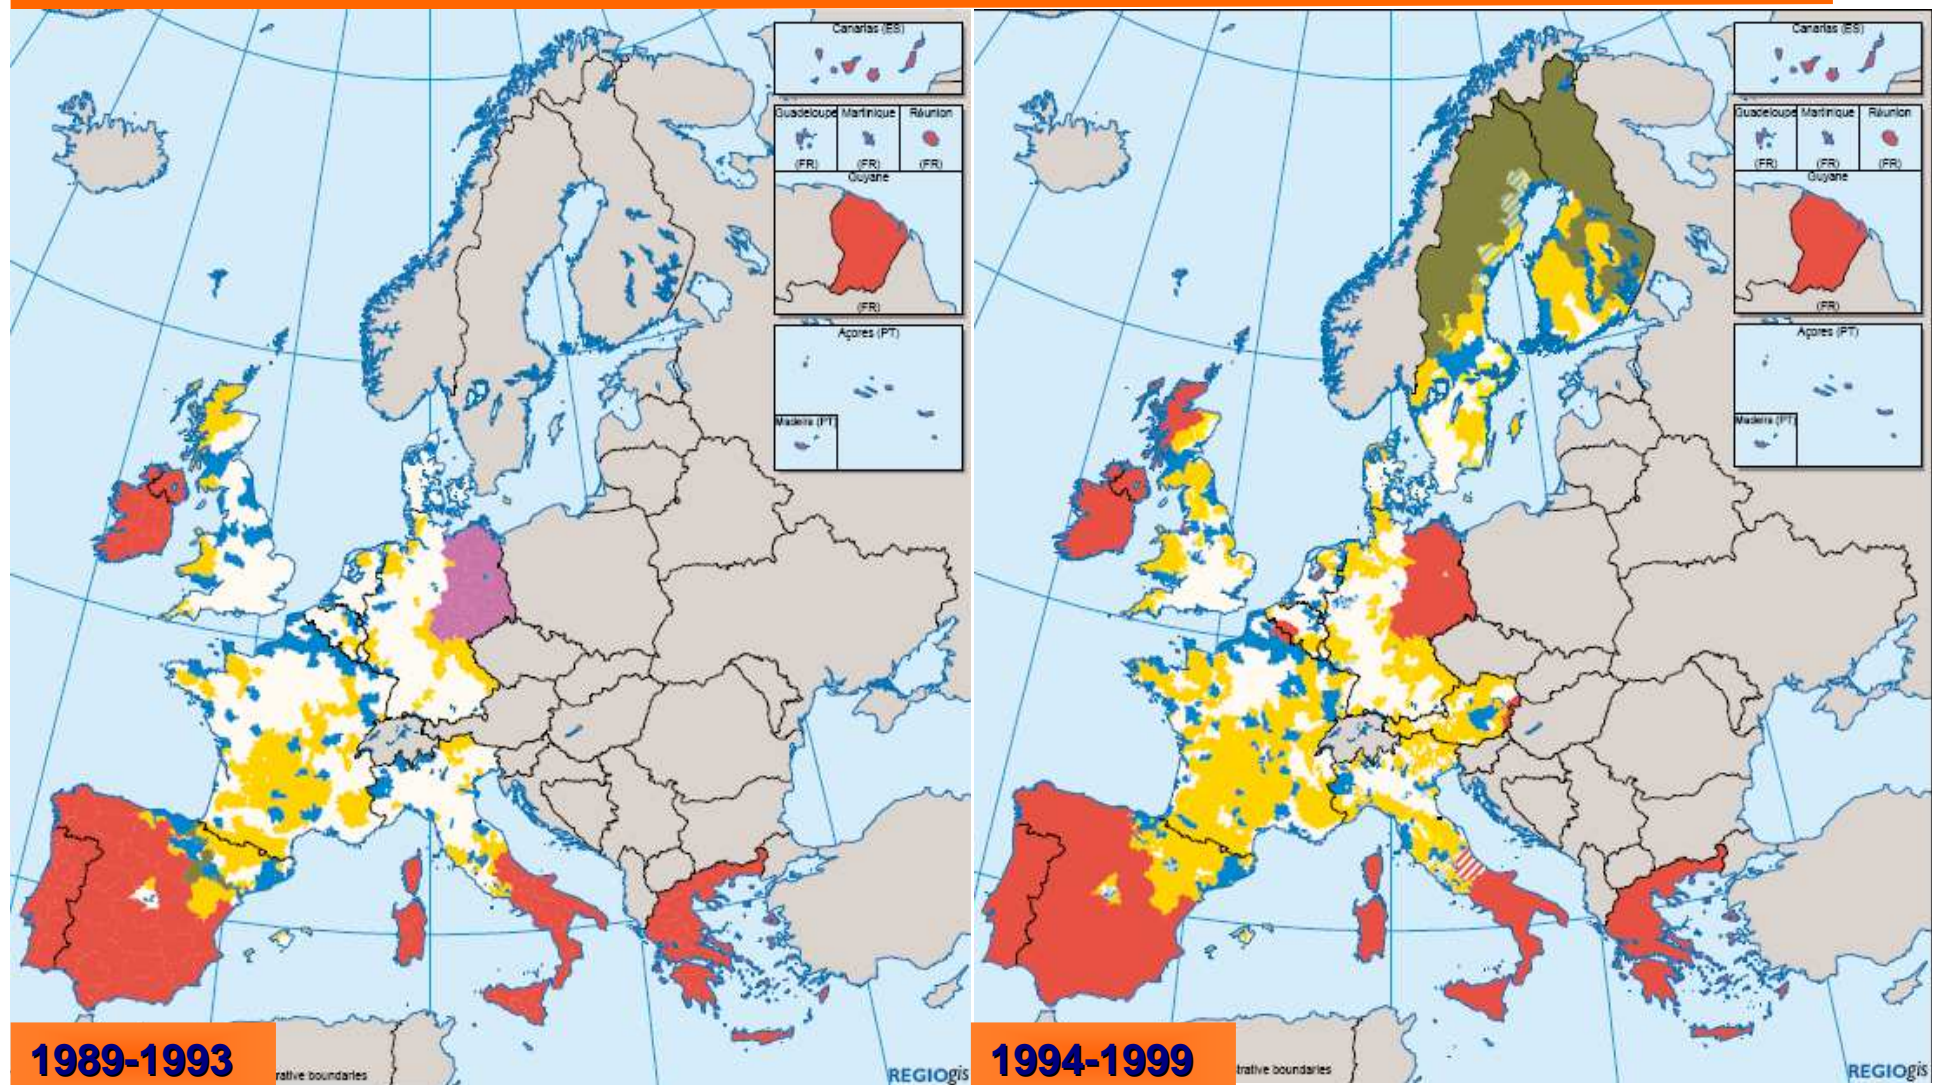 Canarias (ES)
Guadeloupe Martinique Réunion
(FR) (FR) (FR)
Guyane
(FR)
Açores (PT)
Madeira (PT)
1989-1993
rative boundaries
REGIOgis
Canarias (ES)
Guadeloupe Martinique Réunion
(FR) (FR) (FR)
Guyane
(FR)
Açores (PT)
Madeira (PT)
1994-1999
strative boundaries
REGIOgis